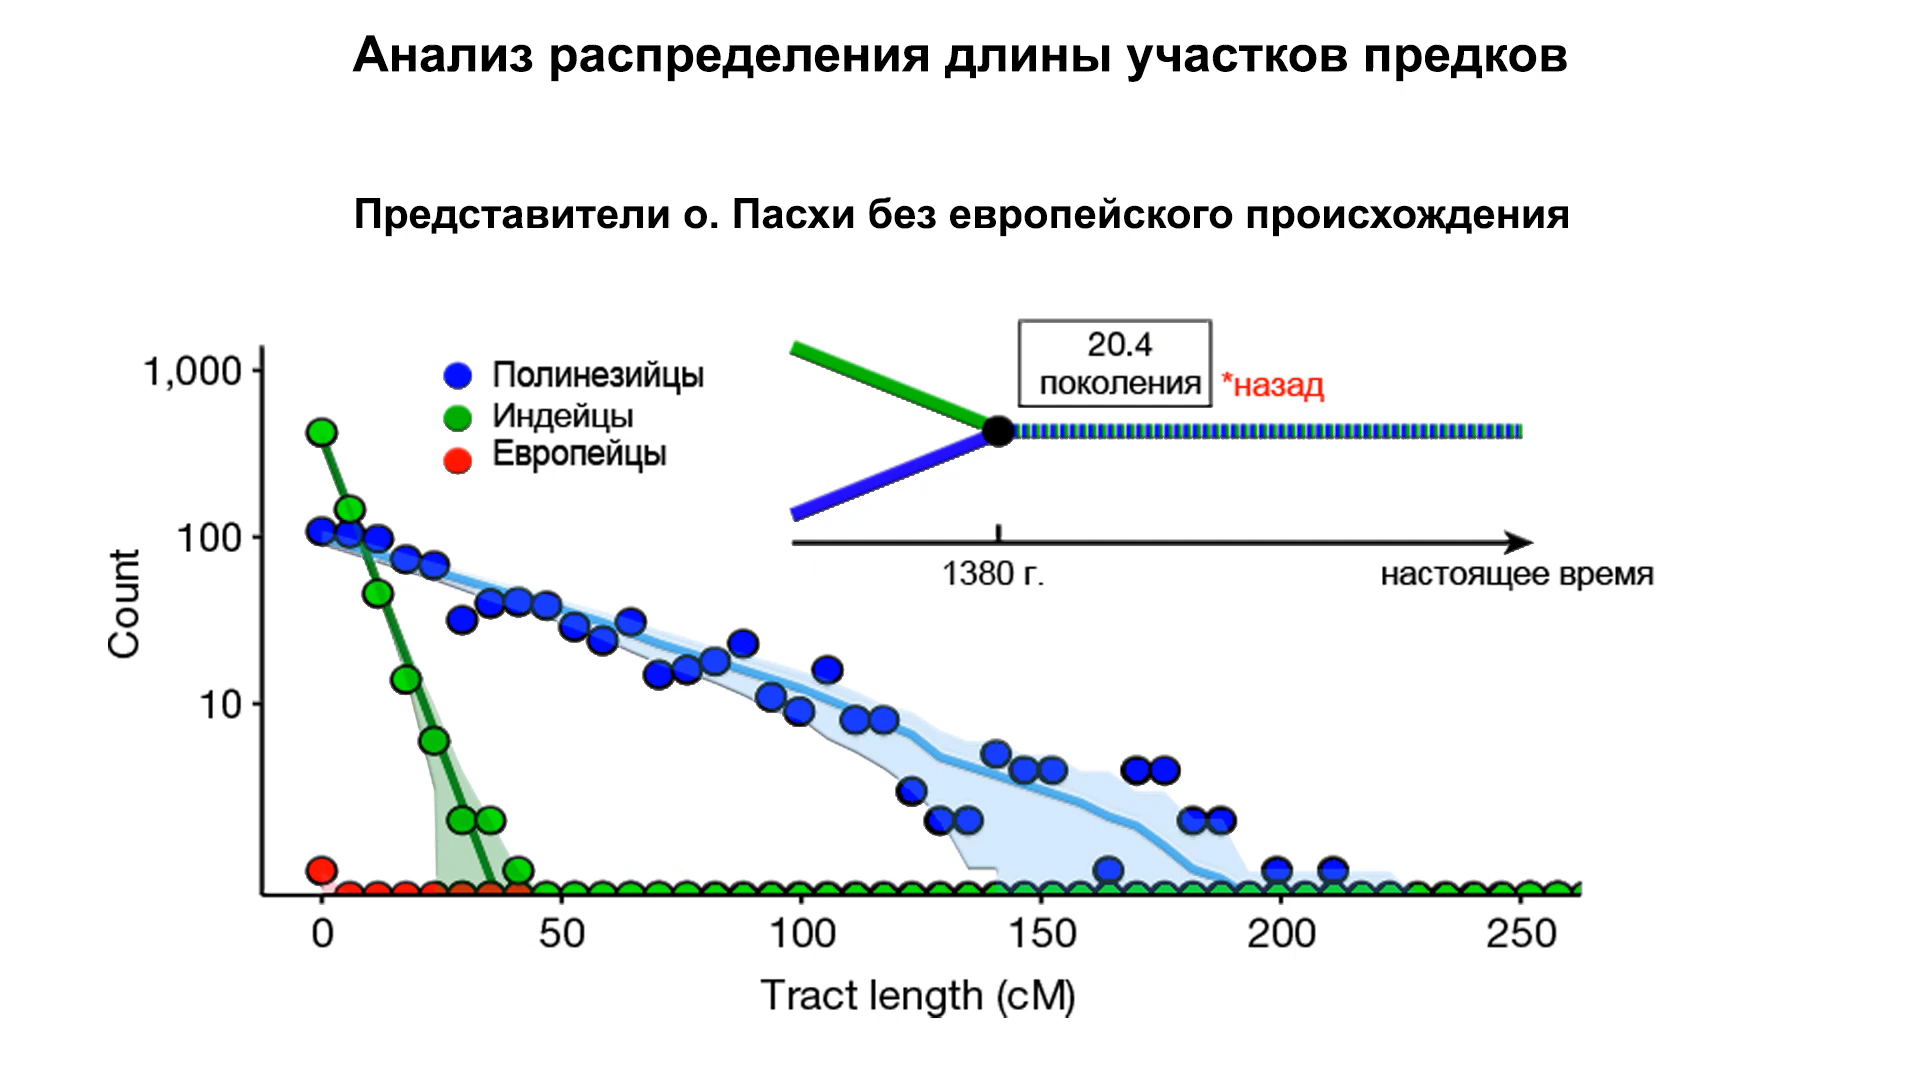 Анализ распределения длины участков предков
Представители о. Пасхи без европейского происхождения
20.4
поколения
*назад
Полинезийцы
Индейцы
Европейцы
1,000
100
10
Count
1380 г.
настоящее время
0 50 100 150 200 250
Tract length (cM)